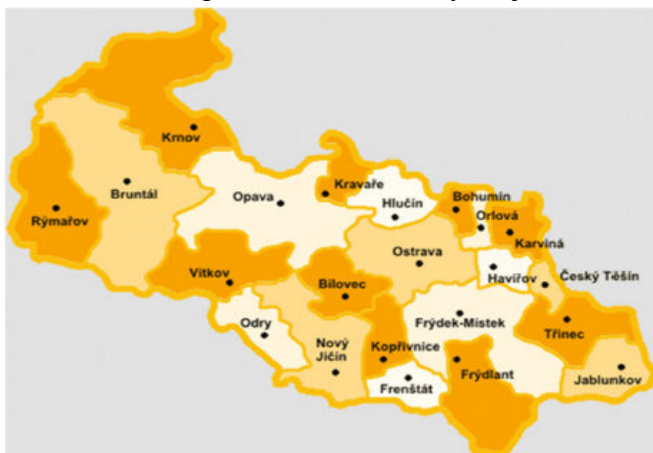 Krnov
Bruntál
Rýmařov
Opava
Kravaře
Hlučín
Bohumín
Orlová
Karviná
Ostrava
Havířov
Český Těšín
Vítkov
Bílovec
Odry
Nový
Jičín
Kopřivnice
Frýdek-Místek
Třinec
Frenštát
Frýdlant
Jablunkov